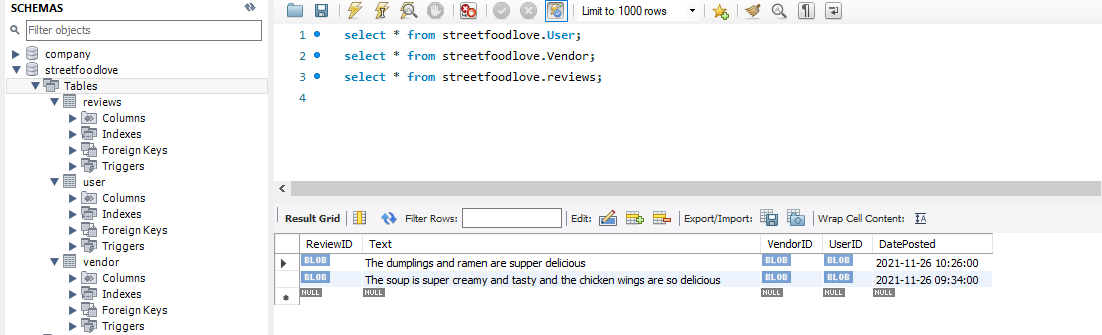 SCHEMAS
Filter objects
company
streetfoodlove
Tables
reviews
Columns
Indexes
Foreign Keys
Triggers
user
Columns
Indexes
Foreign Keys
Triggers
vendor
Columns
Indexes
Foreign Keys
Triggers
Limit to 1000 rows
1 select * from streetfoodlove.User;
2 select * from streetfoodlove.Vendor;
3 select * from streetfoodlove.reviews;
4
Result Grid Filter Rows: Edit: Export/Import: Wrap Cell Content: IA
ReviewID Text VendorID UserID DatePosted
BLOB The dumplings and ramen are supper delicious BLOB BLOB 2021-11-26 10:26:00
BLOB The soup is super creamy and tasty and the chicken wings are so delicious BLOB BLOB 2021-11-26 09:34:00
NULL NULL NULL NULL NULL